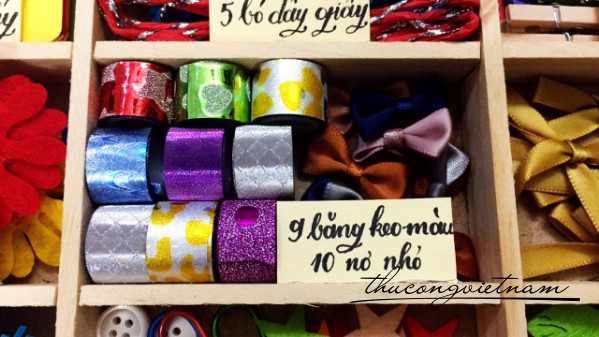 5 bó dây giấy
9 băng keo màu
10 nơ nhỏ
thucongvietnam